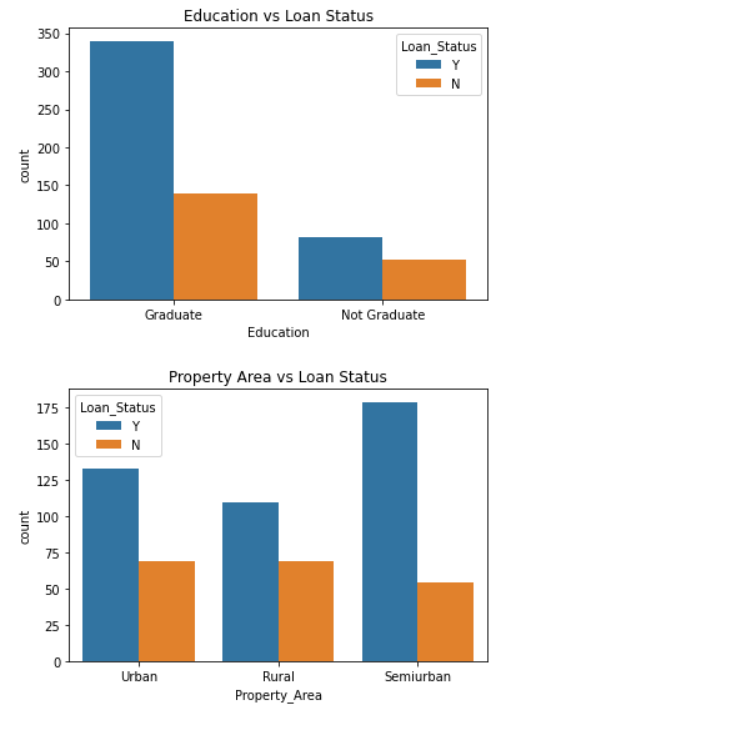 Education vs Loan Status
350
300
250
200
150
100
50
0
count
Loan_Status
Y
N
Graduate Not Graduate
Education
Property Area vs Loan Status
175
150
125
100
75
50
25
0
count
Loan_Status
Y
N
Urban Rural Semiurban
Property_Area